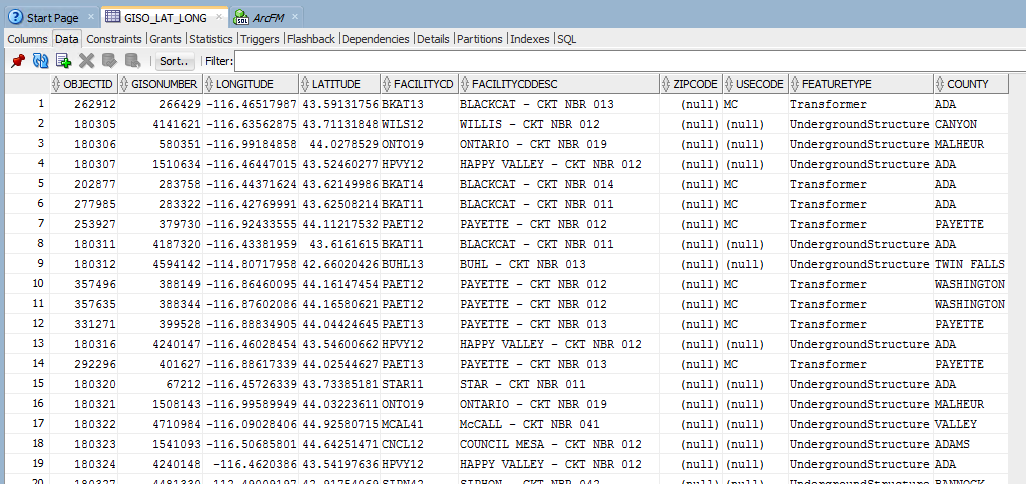 Start Page GISO_LAT_LONG SQL ArcFM
Columns Data Constraints Grants Statistics Triggers Flashback Dependencies Details Partitions Indexes SQL
Sort.. Filter:
OBJECTID GISONUMBER LONGITUDE LATITUDE FACILITYCD FACILITYCDDESC ZIPCODE USECODE FEATURETYPE COUNTY
1 262912 266429 -116.46517987 43.59131756 BKAT13 BLACKCAT - CKT NBR 013 (null) MC Transformer ADA
2 180305 4141621 -116.63562875 43.71131848 WILS12 WILLIS - CKT NBR 012 (null) (null) UndergroundStructure CANYON
3 180306 580351 -116.99184858 44.0278529 ONTO19 ONTARIO - CKT NBR 019 (null) (null) UndergroundStructure MALHEUR
4 180307 1510634 -116.46447015 43.52460277 HPVY12 HAPPY VALLEY - CKT NBR 012 (null) (null) UndergroundStructure ADA
5 202877 283758 -116.44371624 43.62149986 BKAT14 BLACKCAT - CKT NBR 014 (null) MC Transformer ADA
6 277985 283322 -116.42769991 43.62508214 BKAT11 BLACKCAT - CKT NBR 011 (null) MC Transformer ADA
7 253927 379730 -116.92433555 44.11217532 PAET12 PAYETTE - CKT NBR 012 (null) MC Transformer PAYETTE
8 180311 4187320 -116.43381959 43.6161615 BKAT11 BLACKCAT - CKT NBR 011 (null) (null) UndergroundStructure ADA
9 180312 4594142 -114.80717958 42.66020426 BUHL13 BUHL - CKT NBR 013 (null) (null) UndergroundStructure TWIN FALLS
10 357496 388149 -116.86460095 44.16147454 PAET12 PAYETTE - CKT NBR 012 (null) MC Transformer WASHINGTON
11 357635 388344 -116.87602086 44.16580621 PAET12 PAYETTE - CKT NBR 012 (null) MC Transformer WASHINGTON
12 331271 399528 -116.88834905 44.04424645 PAET13 PAYETTE - CKT NBR 013 (null) MC Transformer PAYETTE
13 180316 4240147 -116.46028454 43.54600662 HPVY12 HAPPY VALLEY - CKT NBR 012 (null) (null) UndergroundStructure ADA
14 292296 401627 -116.88617339 44.02544627 PAET13 PAYETTE - CKT NBR 013 (null) MC Transformer PAYETTE
15 180320 67212 -116.45726339 43.73385181 STAR11 STAR - CKT NBR 011 (null) (null) UndergroundStructure ADA
16 180321 1508143 -116.99589949 44.03223611 ONTO19 ONTARIO - CKT NBR 019 (null) (null) UndergroundStructure MALHEUR
17 180322 4710984 -116.09028406 44.92580715 MCAL41 McCALL - CKT NBR 041 (null) (null) UndergroundStructure VALLEY
18 180323 1541093 -116.50685801 44.64251471 CNCL12 COUNCIL MESA - CKT NBR 012 (null) (null) UndergroundStructure ADAMS
19 180324 4240148 -116.4620386 43.54197636 HPVY12 HAPPY VALLEY - CKT NBR 012 (null) (null) UndergroundStructure ADA